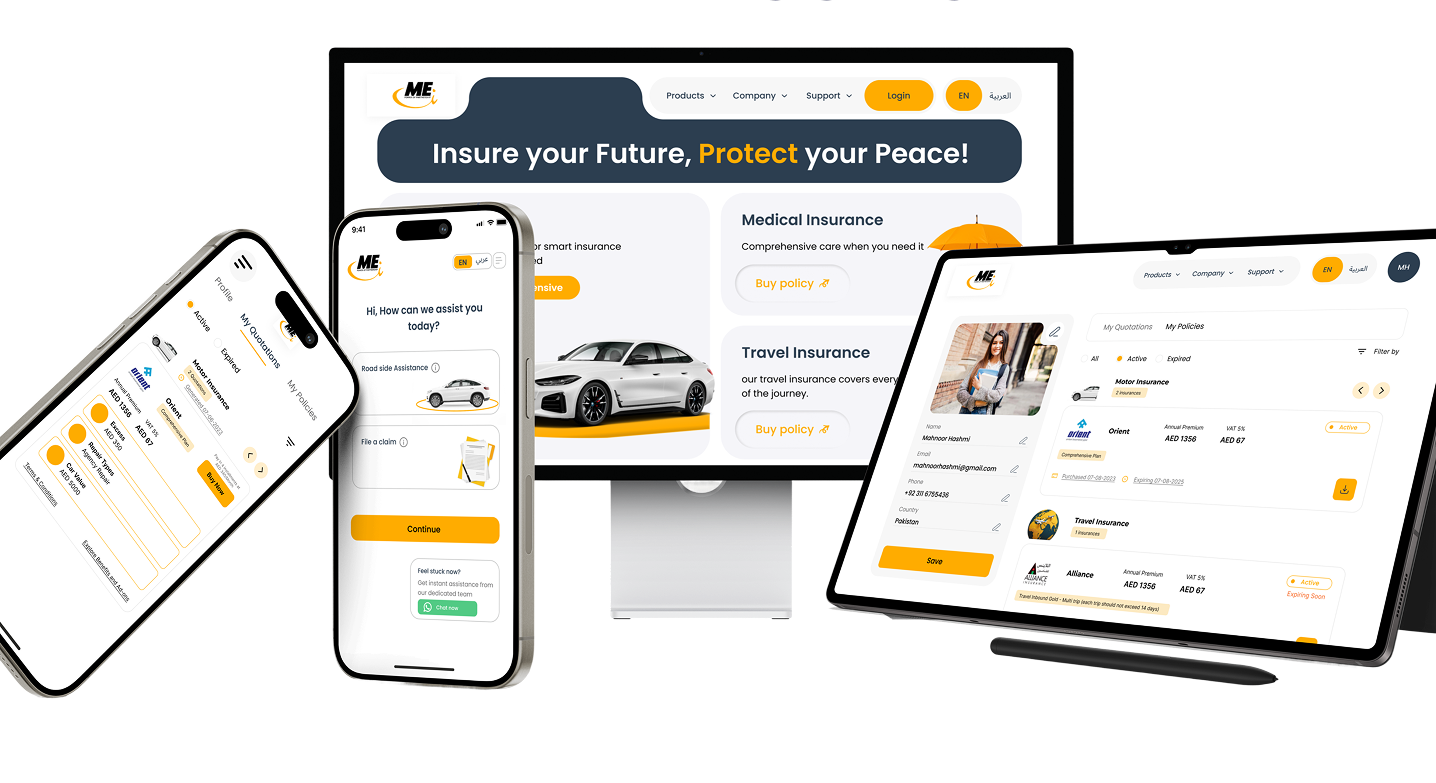 ME
i
Products
Company
Support
Login
EN
العربية
Insure your Future, Protect your Peace!
or smart insurance
ed
ensive
Medical Insurance
Comprehensive care when you need it
Buy policy
Travel Insurance
our travel insurance covers every
of the journey.
Buy policy
Profile
My Quotations
My Policies
Active
Expired
Motor Insurance
2 Quotations
Generated 07-08-2023
orient
Orient
Comprehensive Plan
Annual Premium
AED 1356
VAT 5%
AED 67
Buy Now
Excess
AED 350
Repair Types
Agency Repair
Car Value
AED 5000
Terms & Conditions
Explore Benefits and Ad-ons
ME
i
9:41
ME
i
EN
عربي
Hi, How can we assist you
today?
Road side Assistance
File a claim
Continue
Feel stuck now?
Get instant assistance from
our dedicated team
Chat now
ME
i
Products
Company
Support
EN
العربية
MH
Name
Mahnoor Hashmi
Email
mahnoorhashmi@gmail.com
Phone
+92 311 6755436
Country
Pakistan
Save
My Quotations
My Policies
All
Active
Expired
Filter by
Motor Insurance
2 Insurances
orient
Orient
Annual Premium
AED 1356
VAT 5%
AED 67
Active
Comprehensive Plan
Purchased 07-08-2023
Expiring 07-08-2025
Travel Insurance
1 Insurances
ALLIANCE
INSURANCE
Alliance
Annual Premium
AED 1356
VAT 5%
AED 67
Active
Expiring Soon
Travel Inbound Gold - Multi trip (each trip should not exceed 14 days)